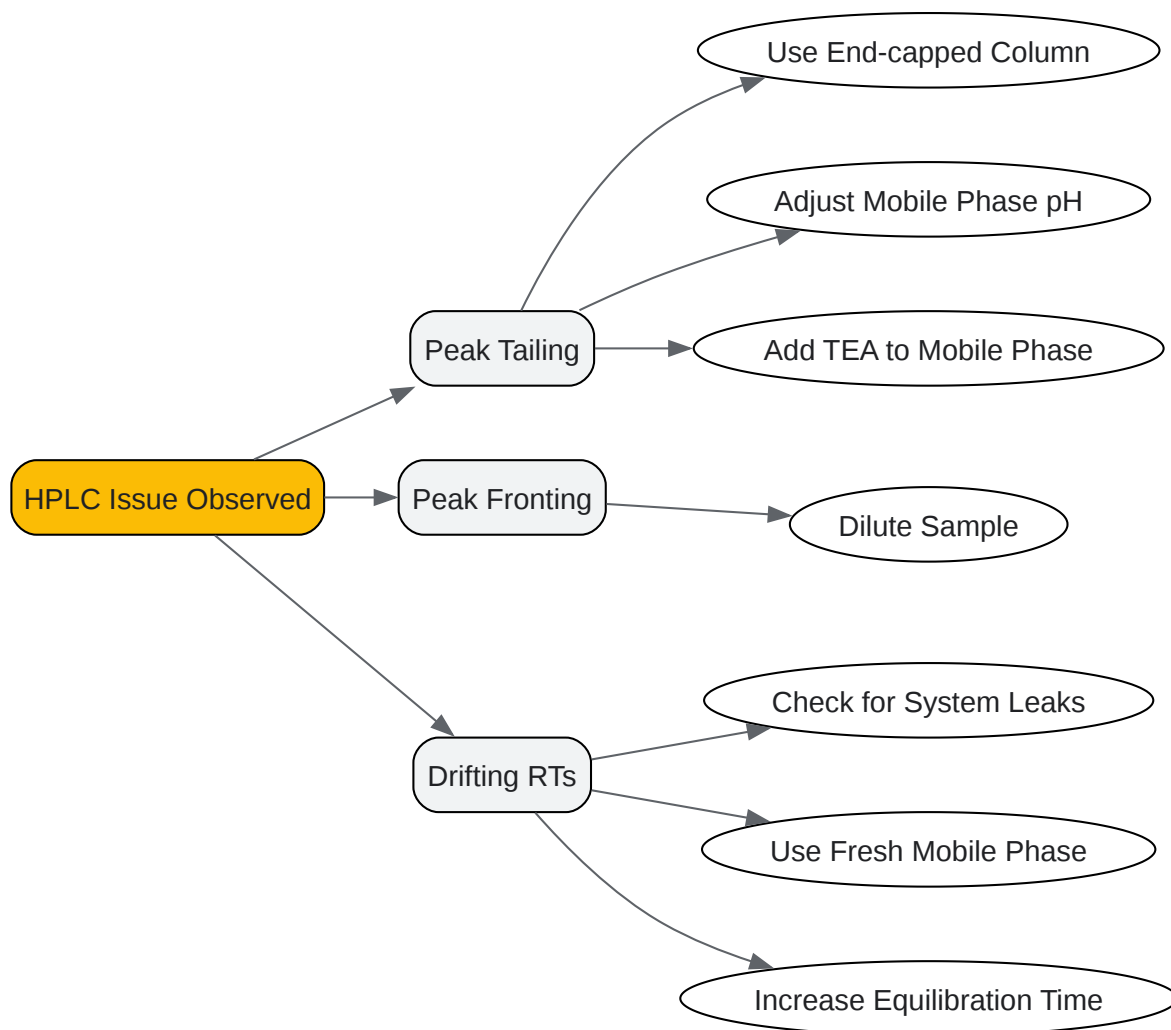 Use End-capped Column
Adjust Mobile Phase pH
Peak Tailing
Add TEA to Mobile Phase
HPLC Issue Observed
Peak Fronting
Dilute Sample
Check for System Leaks
Drifting RTs
Use Fresh Mobile Phase
Increase Equilibration Time